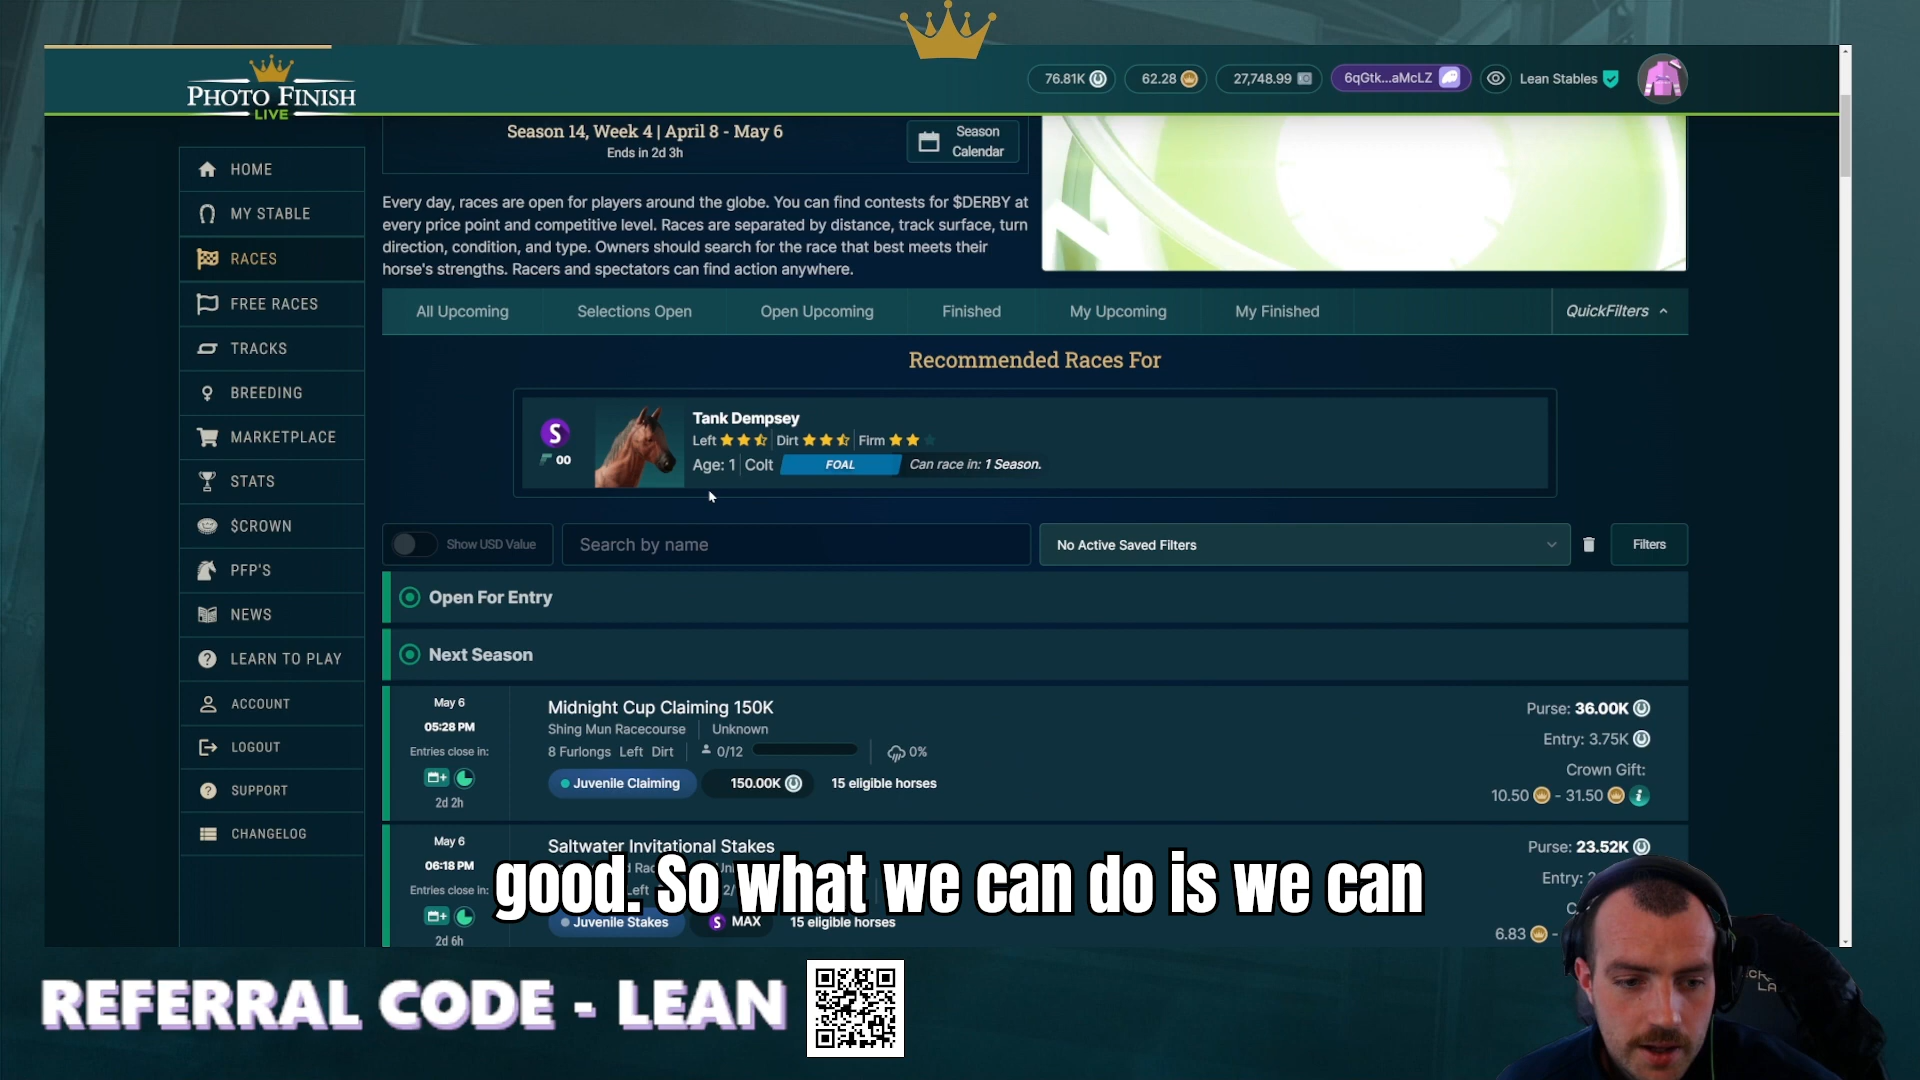 PHOTO FINISH
LIVE
76.81K
62.28
27,748.99
6qGtk...aMcLZ
Lean Stables
HOME
MY STABLE
RACES
FREE RACES
TRACKS
BREEDING
MARKETPLACE
STATS
$CROWN
PFP'S
NEWS
LEARN TO PLAY
ACCOUNT
LOGOUT
SUPPORT
CHANGELOG
Season 14, Week 4 | April 8 - May 6
Ends in 2d 3h
Season
Calendar
Every day, races are open for players around the globe. You can find contests for $DERBY at
every price point and competitive level. Races are separated by distance, track surface, turn
direction, condition, and type. Owners should search for the race that best meets their
horse's strengths. Racers and spectators can find action anywhere.
All Upcoming
Selections Open
Open Upcoming
Finished
My Upcoming
My Finished
QuickFilters
Recommended Races For
S
00
Tank Dempsey
Left Dirt Firm
Age: 1 Colt FOAL Can race in: 1 Season.
Show USD Value
Search by name
No Active Saved Filters
Filters
Open For Entry
Next Season
May 6
05:28 PM
Entries close in:
2d 2h
Midnight Cup Claiming 150K
Shing Mun Racecourse Unknown
8 Furlongs Left Dirt 0/12 0%
Juvenile Claiming 150.00K 15 eligible horses
Purse: 36.00K
Entry: 3.75K
Crown Gift:
10.50 - 31.50
May 6
06:18 PM
Entries close in:
2d 6h
Saltwater Invitational Stakes
Left
Juvenile Stakes S MAX 15 eligible horses
Purse: 23.52K
Entry:
6.83 -
good. So what we can do is we can
REFERRAL CODE - LEAN